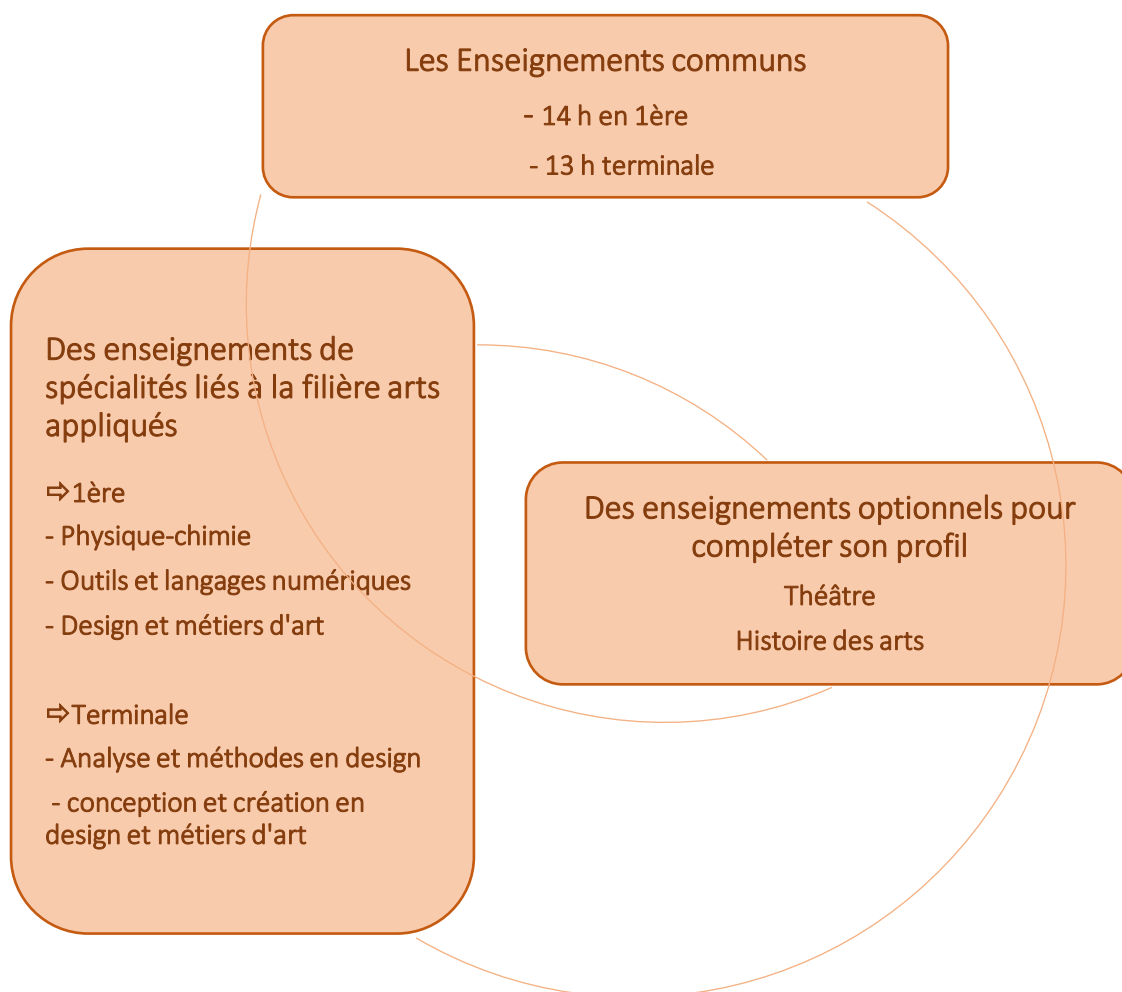 Les Enseignements communs
- 14 h en 1ère
- 13 h terminale
Des enseignements de
spécialités liés à la filière arts
appliqués
⇨1ère
- Physique-chimie
- Outils et langages numériques
- Design et métiers d'art
⇨Terminale
- Analyse et méthodes en design
- conception et création en
design et métiers d'art
Des enseignements optionnels pour
compléter son profil
Théâtre
Histoire des arts